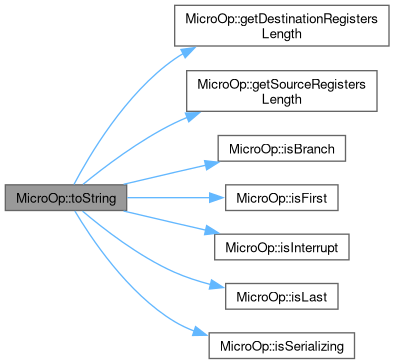 MicroOp::getDestinationRegisters
Length
MicroOp::getSourceRegisters
Length
MicroOp::isBranch
MicroOp::toString
MicroOp::isFirst
MicroOp::isInterrupt
MicroOp::isLast
MicroOp::isSerializing